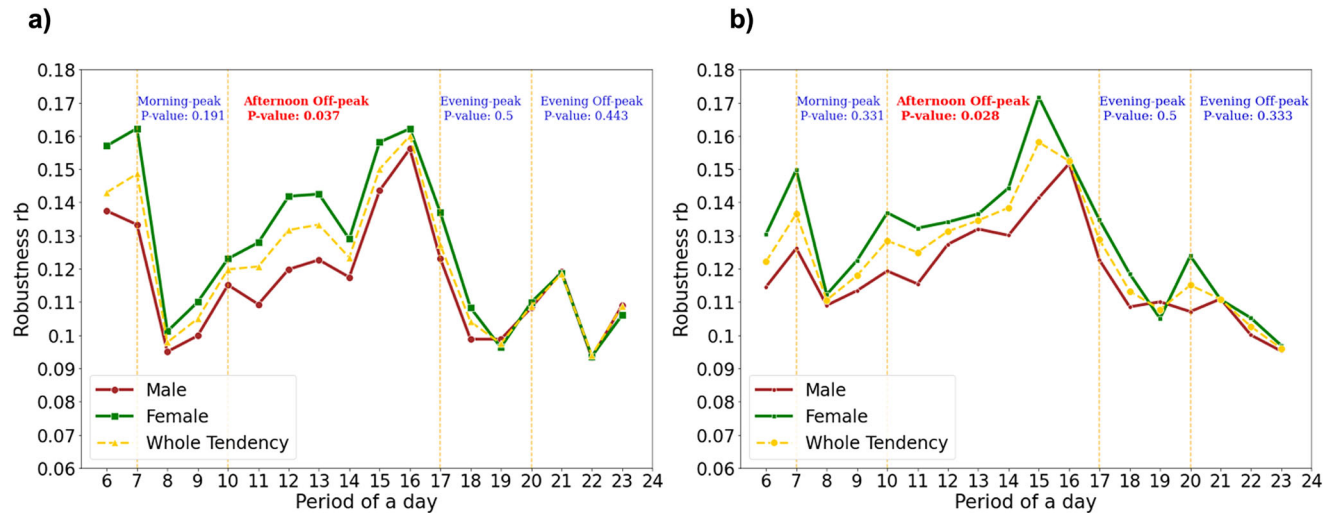 a)
0.18
0.17
0.16
0.15
0.14
0.13
0.12
0.11
0.1
0.09
0.08
0.07
0.06
Robustness rb
Morning-peak
P-value: 0.191
Afternoon Off-peak
P-value: 0.037
Evening-peak
P-value: 0.5
Evening Off-peak
P-value: 0.443
Male
Female
Whole Tendency
6 7 8 9 10 11 12 13 14 15 16 17 18 19 20 21 22 23 24
Period of a day
b)
0.18
0.17
0.16
0.15
0.14
0.13
0.12
0.11
0.1
0.09
0.08
0.07
0.06
Robustness rb
Morning-peak
P-value: 0.331
Afternoon Off-peak
P-value: 0.028
Evening-peak
P-value: 0.5
Evening Off-peak
P-value: 0.333
Male
Female
Whole Tendency
6 7 8 9 10 11 12 13 14 15 16 17 18 19 20 21 22 23 24
Period of a day